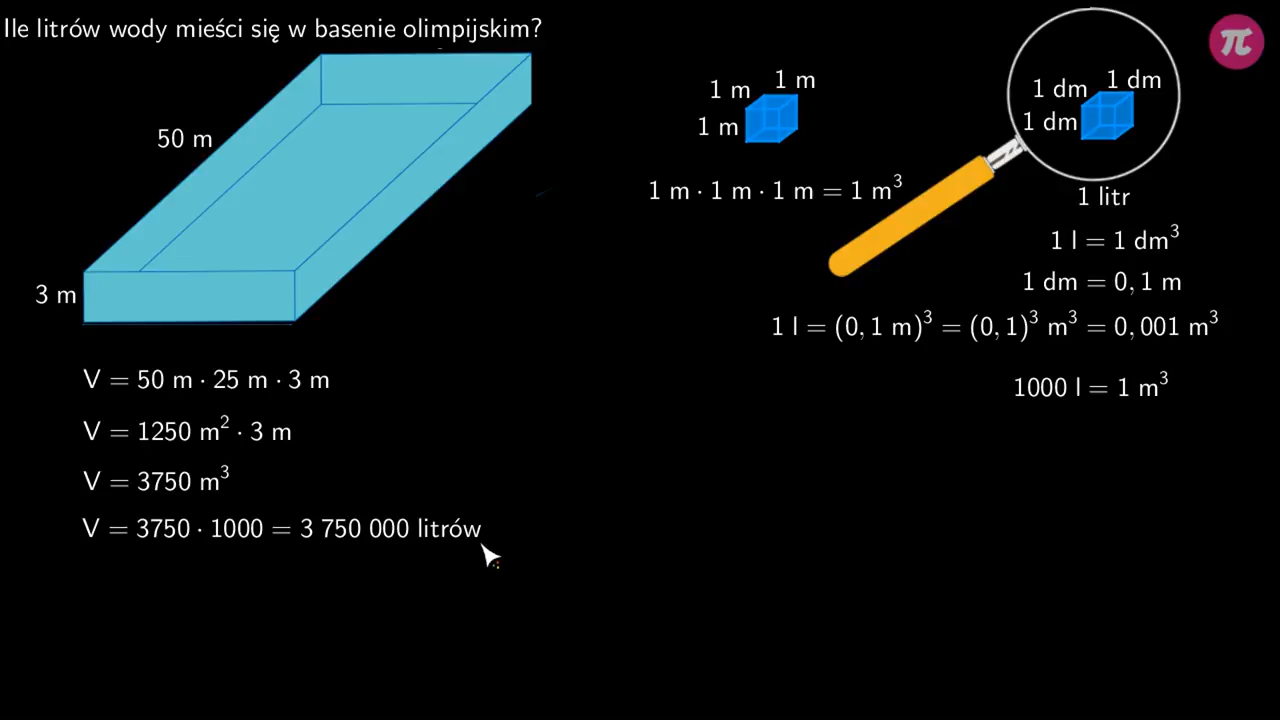 Ile litrów wody mieści się w basenie olimpijskim?
50 m
3 m
V = 50 m · 25 m · 3 m
V = 1250 m² · 3 m
V = 3750 m³
V = 3750 · 1000 = 3 750 000 litrów
1 m
1 m
1 m
1 m · 1 m · 1 m = 1 m³
π
1 dm
1 dm
1 dm
1 litr
1 l = 1 dm³
1 dm = 0,1 m
1 l = (0,1 m)³ = (0,1)³ m³ = 0,001 m³
1000 l = 1 m³